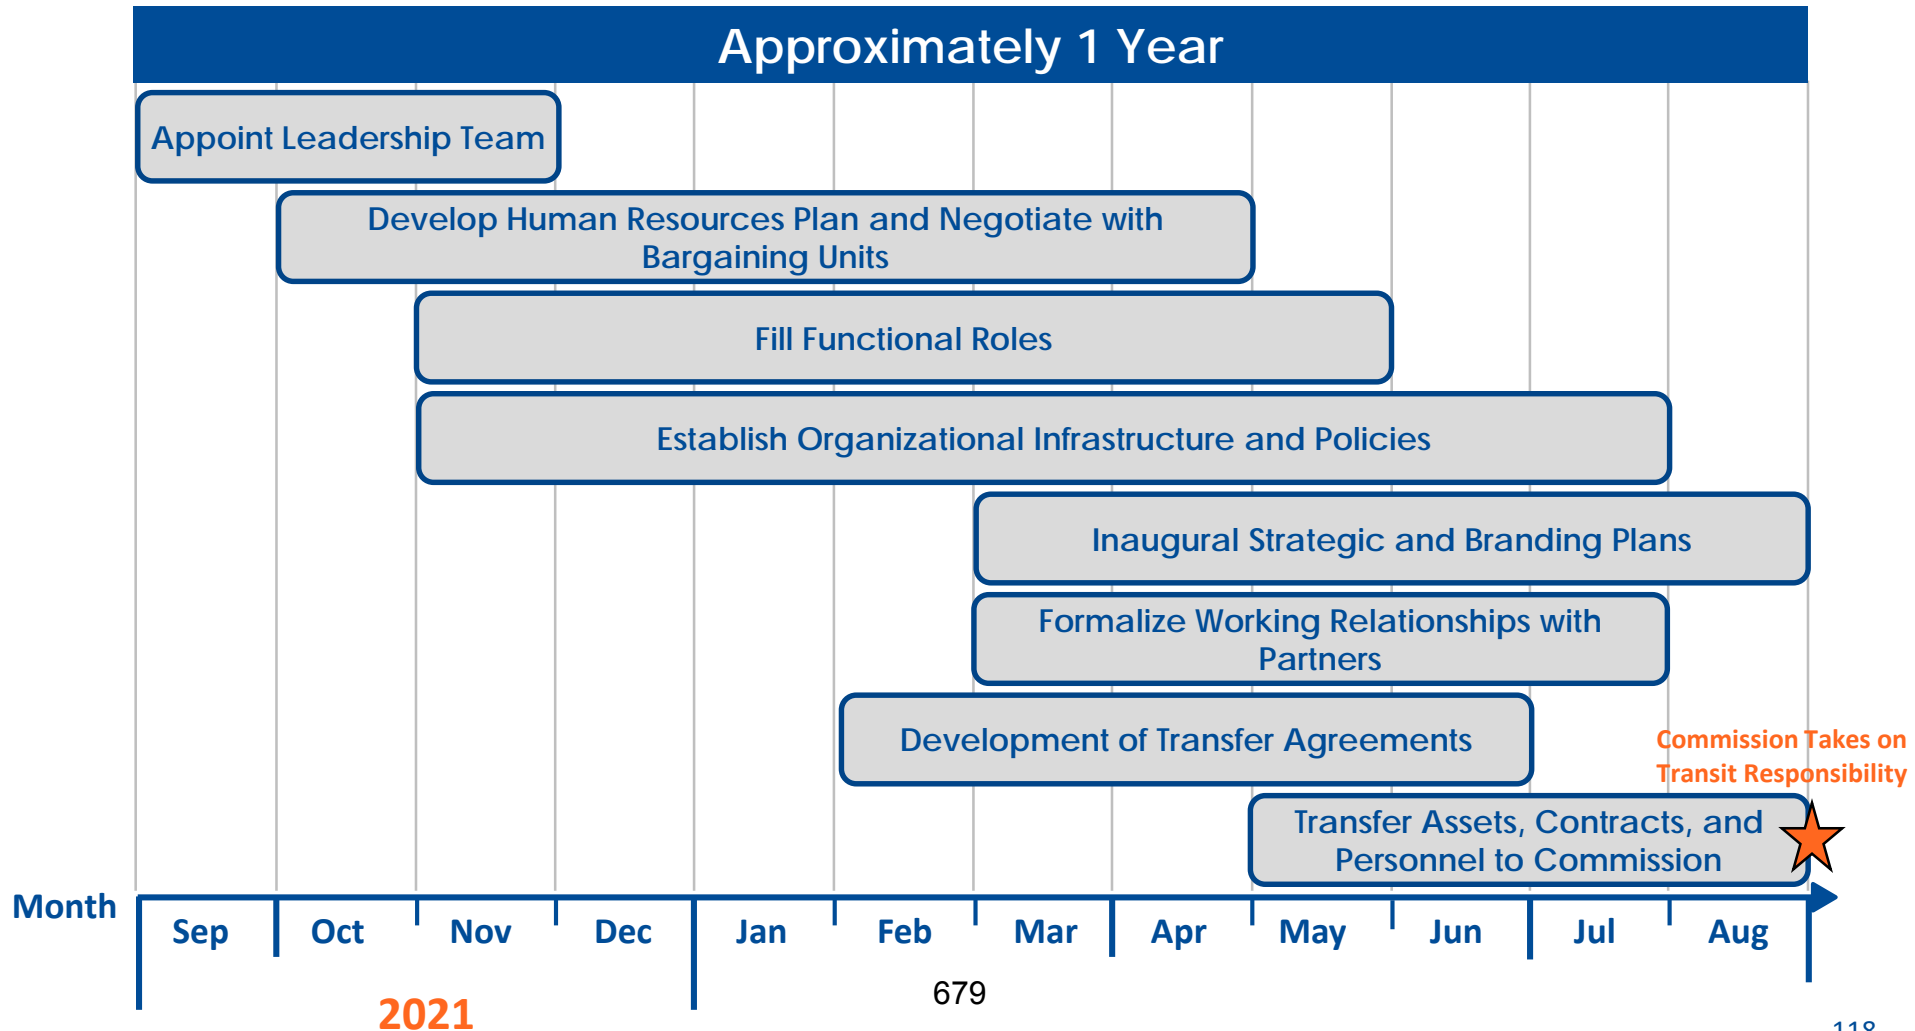 Approximately 1 Year
Appoint Leadership Team
Develop Human Resources Plan and Negotiate with
Bargaining Units
Fill Functional Roles
Establish Organizational Infrastructure and Policies
Inaugural Strategic and Branding Plans
Formalize Working Relationships with
Partners
Development of Transfer Agreements
Commission Takes on
Transit Responsibility
Transfer Assets, Contracts, and
Personnel to Commission
Month
Sep Oct Nov Dec Jan Feb Mar Apr May Jun Jul Aug
679
2021
118